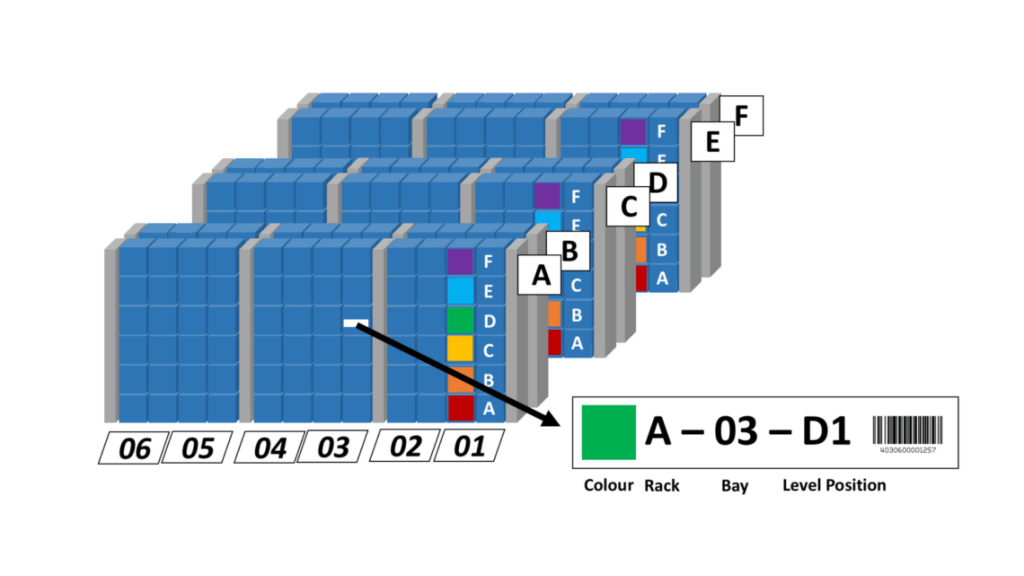 F
E
F
E
D
C
F
E
C
B
A
B
A
F
E
C
B
A
D
C
B
A
06 05 04 03 02 01
A – 03 – D1
4030600001257
Colour Rack Bay Level Position